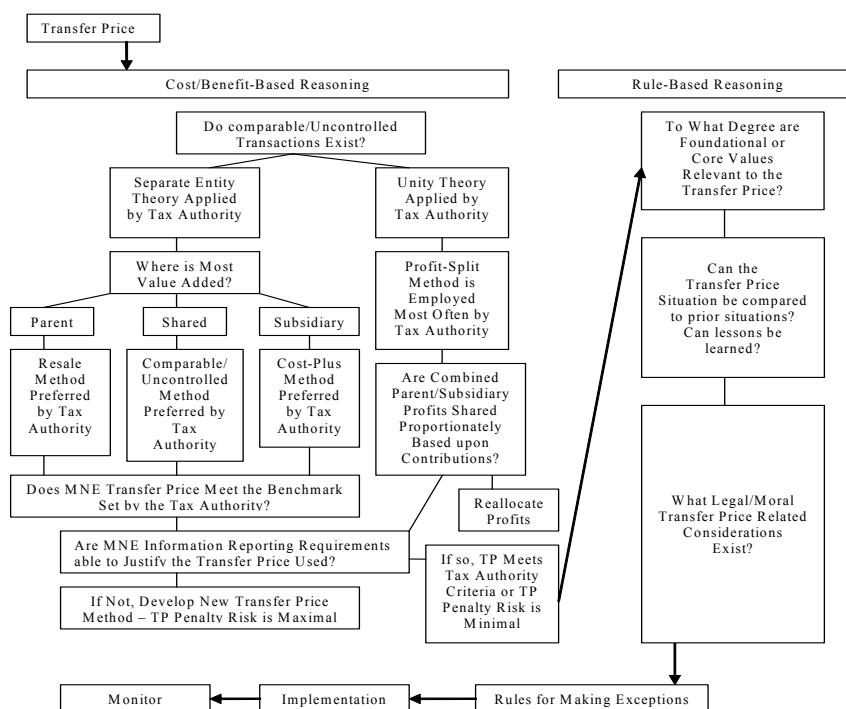 Transfer Price
Cost/Benefit-Based Reasoning
Rule-Based Reasoning
Do comparable/Uncontrolled
Transactions Exist?
Separate Entity
Theory Applied
by Tax Authority
Unity Theory
Applied by
Tax Authority
Where is Most
Value Added?
Profit-Split
Method is
Employed
Most Often by
Tax Authority
Parent
Shared
Subsidiary
Resale
Method
Preferred
by Tax
Authority
Comparable/
Uncontrolled
Method
Preferred by
Tax
Authority
Cost-Plus
Method
Preferred by
Tax
Authority
Are Combined
Parent/Subsidiary
Profits Shared
Proportionately
Based upon
Contributions?
Does MNE Transfer Price Meet the Benchmark
Set by the Tax Authority?
Reallocate
Profits
Are MNE Information Reporting Requirements
able to Justify the Transfer Price Used?
If so, TP Meets
Tax Authority
Criteria or TP
Penalty Risk is
Minimal
If Not, Develop New Transfer Price
Method – TP Penalty Risk is Maximal
To What Degree are
Foundational or
Core Values
Relevant to the
Transfer Price?
Can the
Transfer Price
Situation be compared
to prior situations?
Can lessons be
learned?
What Legal/Moral
Transfer Price Related
Considerations
Exist?
Monitor
Implementation
Rules for Making Exceptions